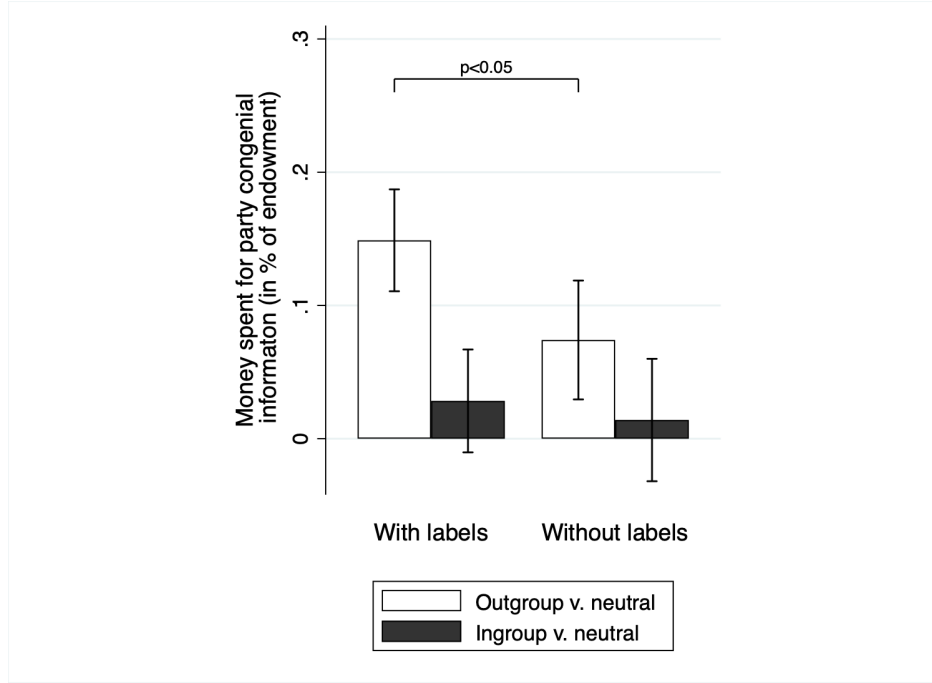 Money spent for party congenial
informaton (in % of endowment)
.3
.2
.1
0
p<0.05
With labels
Without labels
Outgroup v. neutral
Ingroup v. neutral